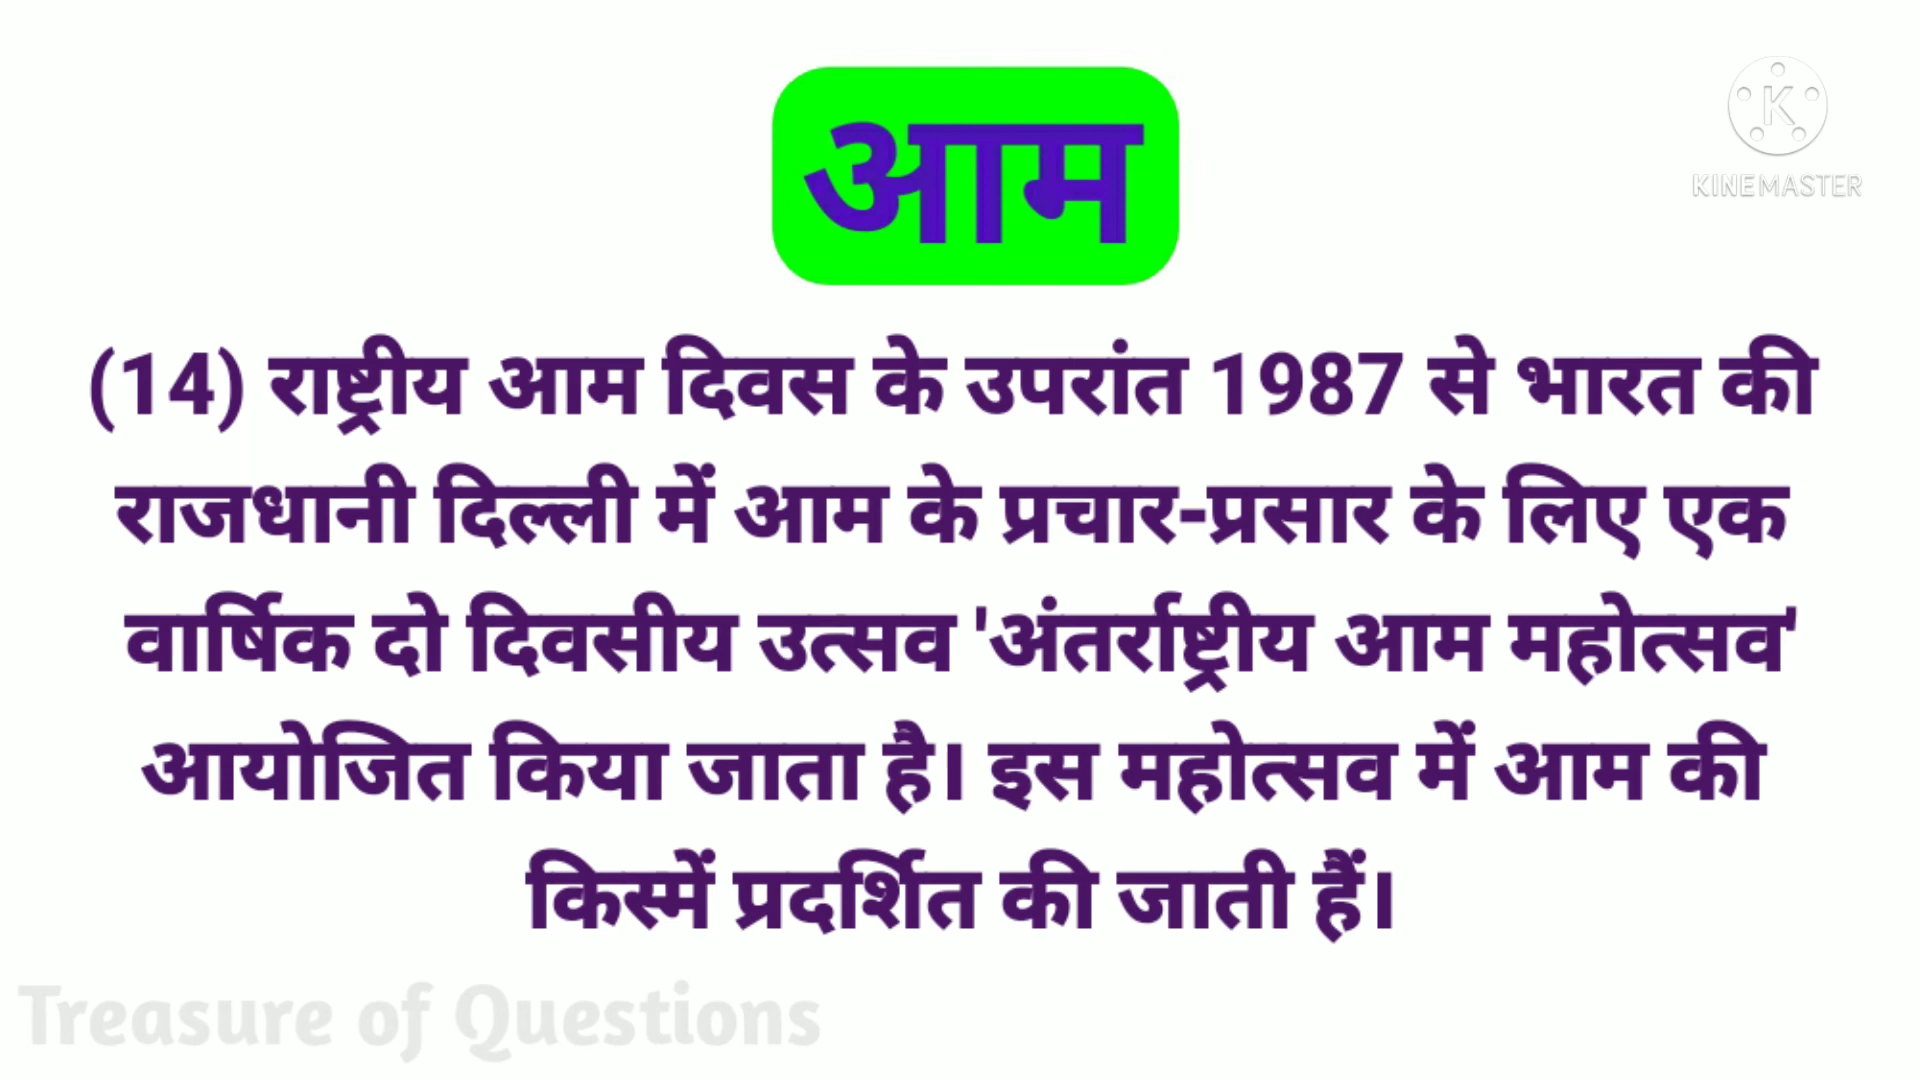 आम
K
KINEMASTER
(14) राष्ट्रीय आम दिवस के उपरांत 1987 से भारत की
राजधानी दिल्ली में आम के प्रचार-प्रसार के लिए एक
वार्षिक दो दिवसीय उत्सव 'अंतर्राष्ट्रीय आम महोत्सव'
आयोजित किया जाता है। इस महोत्सव में आम की
किस्में प्रदर्शित की जाती हैं।
Treasure of Questions